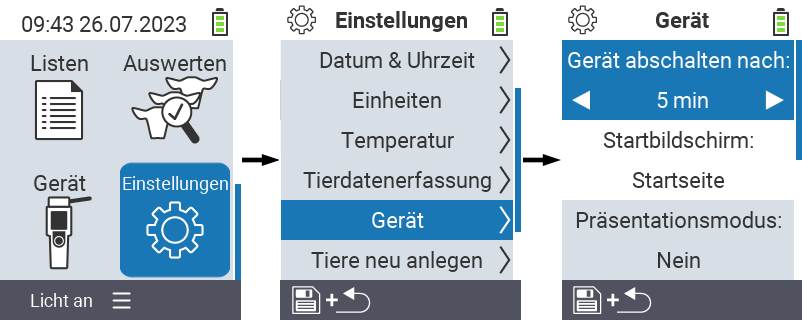 09:43 26.07.2023
Listen
Auswerten
Gerät
Einstellungen
Licht an
Einstellungen
Datum & Uhrzeit
Einheiten
Temperatur
Tierdatenerfassung
Gerät
Tiere neu anlegen
+
Gerät
Gerät abschalten nach:
5 min
Startbildschirm:
Startseite
Präsentationsmodus:
Nein
+